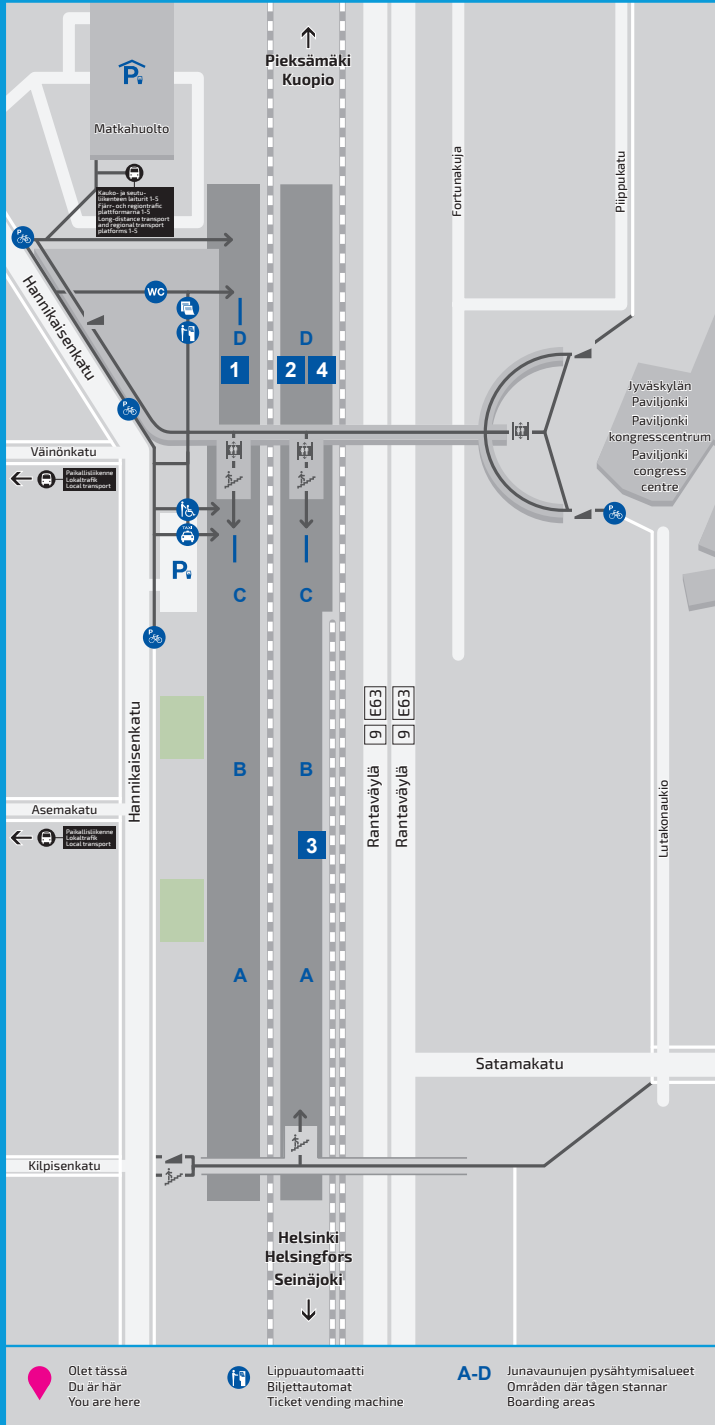 Pieksämäki
Kuopio
P
Matkahuolto
Kauko- ja seutu-
liikenteen laiturit 1-5
Fjärr- och regiontrafic
plattformarna 1-5
Long-distance transport
and regional transport
platforms 1-5
Fortunakuja
Piippukatu
P
WC
Hannikaisenkatu
D
1
D
2 4
P
Jyväskylän
Paviljonki
Paviljonki
kongresscentrum
Paviljonki
congress
centre
Väinönkatu
Paikallisliikenne
Lokaltrafik
Local transport
TAXI
P
P
P
C
C
Hannikaisenkatu
B
B
9 E63
9 E63
Rantaväylä
Rantaväylä
Asemakatu
Paikallisliikenne
Lokaltrafik
Local transport
3
Lutakonaukio
A
A
Satamakatu
Kilpisenkatu
Helsinki
Helsingfors
Seinäjoki
Olet tässä
Du är här
You are here
Lippuautomaatti
Biljettautomat
Ticket vending machine
A-D
Junavaunujen pysähtymisalueet
Områden där tågen stannar
Boarding areas